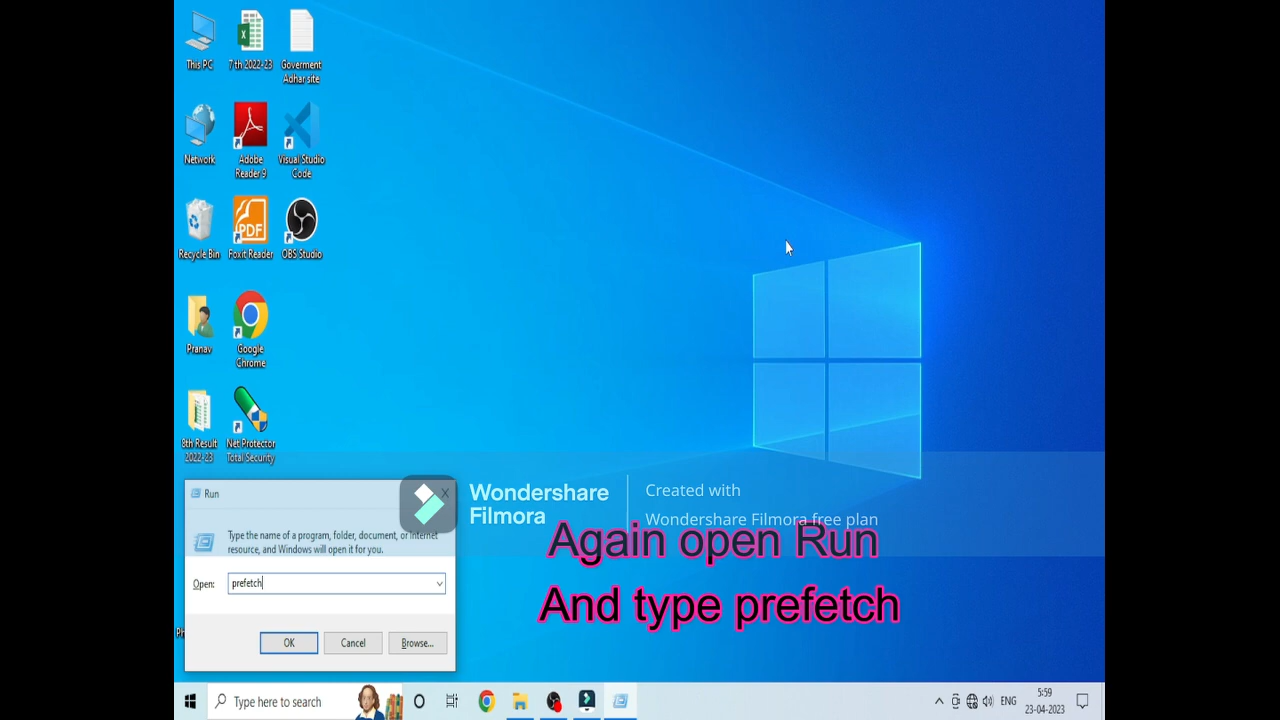 This PC
7th 2022-23
Goverment
Adhar site
Network
Adobe
Reader 9
Visual Studio
Code
Recycle Bin
Foxit Reader
OBS Studio
PDF
Pranav
Google
Chrome
8th Result
2022-23
Net Protector
Total Security
Run
X
Type the name of a program, folder, document, or Internet
resource, and Windows will open it for you.
Open:
prefetch
OK
Cancel
Browse...
Wondershare
Filmora
Created with
Wondershare Filmora free plan
Again open Run
And type prefetch
Type here to search
ENG
5:59
23-04-2023